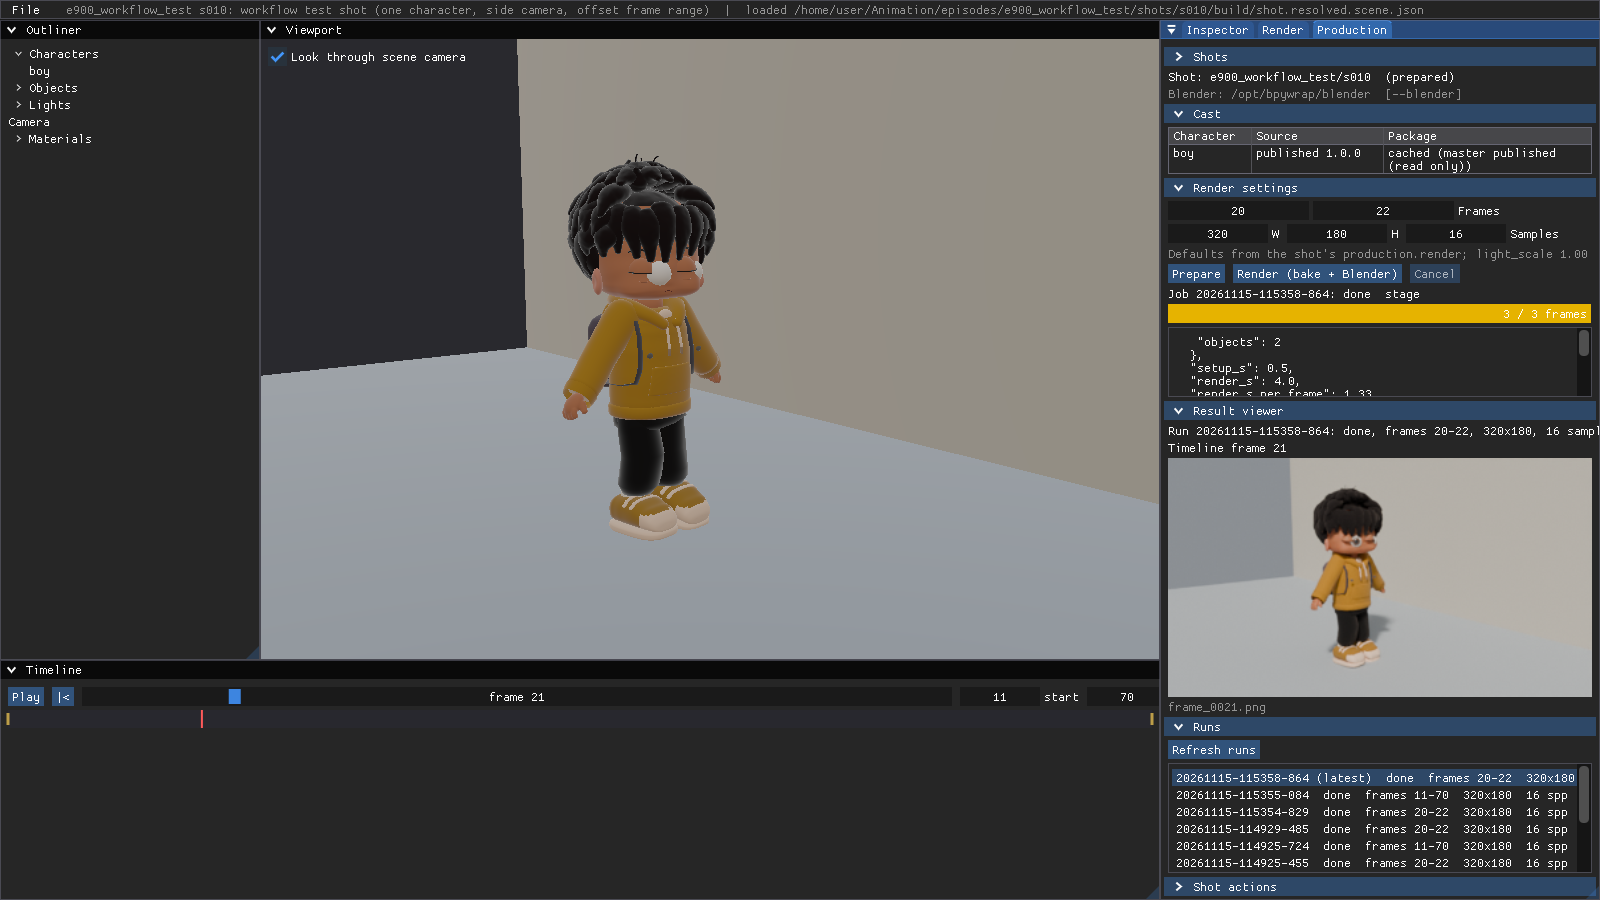 File e900_workflow_test s010: workflow test shot (one character, side camera, offset frame range) | loaded /home/user/Animation/episodes/e900_workflow_test/shots/s010/build/shot.resolved.scene.json
Outliner
Characters
boy
Objects
Lights
Camera
Materials
Viewport
Look through scene camera
Timeline
Play |< frame 21 11 start 70
Inspector Render Production
Shots
Shot: e900_workflow_test/s010 (prepared)
Blender: /opt/bpywrap/blender [--blender]
Cast
Character Source Package
boy published 1.0.0 cached (master published
(read only))
Render settings
20 22 Frames
320 W 180 H 16 Samples
Defaults from the shot's production.render; light_scale 1.00
Prepare Render (bake + Blender) Cancel
Job 20261115-115358-864: done stage
3 / 3 frames
"objects": 2
},
"setup_s": 0.5,
"render_s": 4.0,
"render_s_per_frame": 1.33
Result viewer
Run 20261115-115358-864: done, frames 20-22, 320x180, 16 sampl
Timeline frame 21
frame_0021.png
Runs
Refresh runs
20261115-115358-864 (latest) done frames 20-22 320x180
20261115-115355-084 done frames 11-70 320x180 16 spp
20261115-115354-829 done frames 20-22 320x180 16 spp
20261115-114929-485 done frames 20-22 320x180 16 spp
20261115-114925-724 done frames 11-70 320x180 16 spp
20261115-114925-455 done frames 20-22 320x180 16 spp
Shot actions